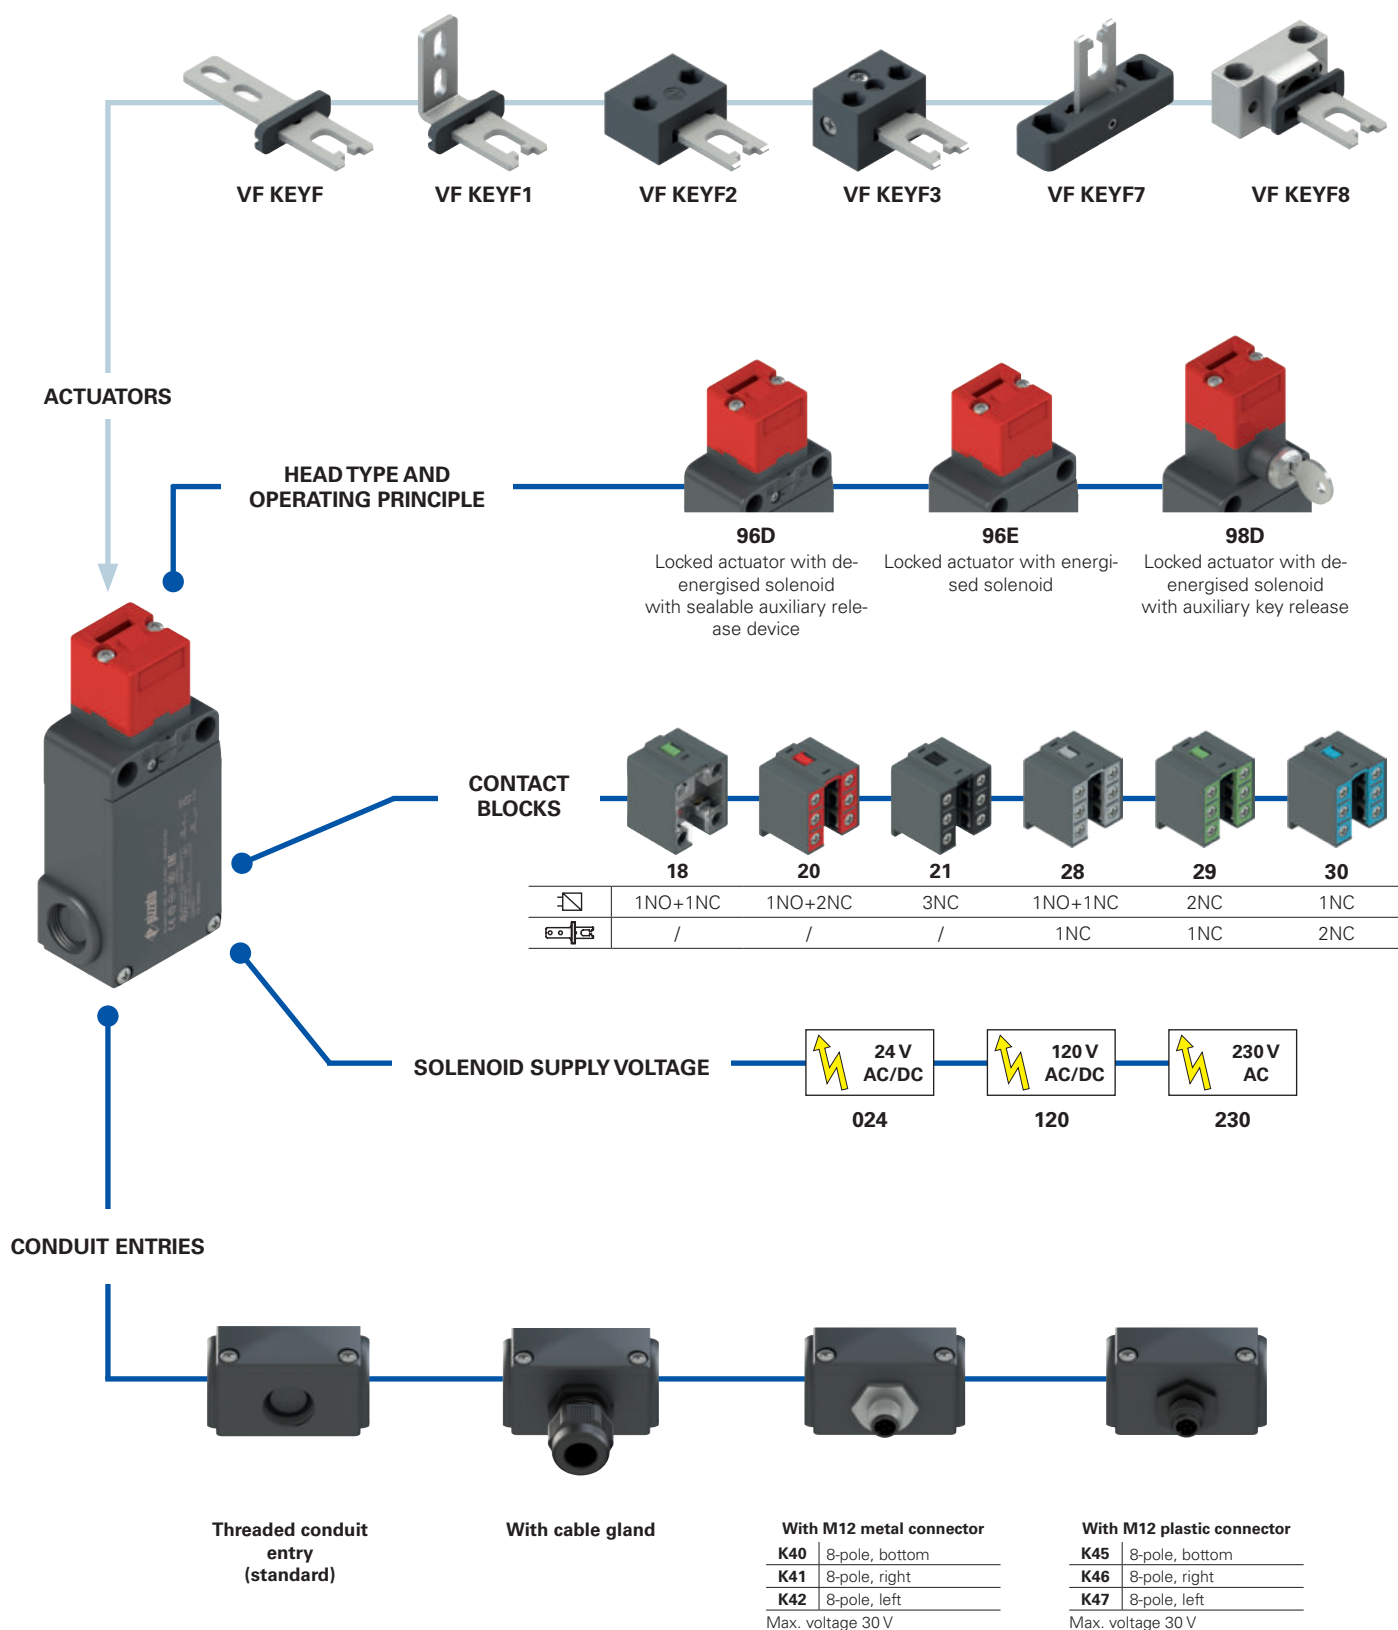 VF KEYF
VF KEYF1
VF KEYF2
VF KEYF3
VF KEYF7
VF KEYF8
ACTUATORS
HEAD TYPE AND
OPERATING PRINCIPLE
96D
Locked actuator with de-
energised solenoid
with sealable auxiliary rele-
ase device
96E
Locked actuator with energi-
sed solenoid
98D
Locked actuator with de-
energised solenoid
with auxiliary key release
pizzato
CONTACT
BLOCKS
18 20 21 28 29 30
1NO+1NC 1NO+2NC 3NC 1NO+1NC 2NC 1NC
/ / / 1NC 1NC 2NC
SOLENOID SUPPLY VOLTAGE
24 V
AC/DC
024
120 V
AC/DC
120
230 V
AC
230
CONDUIT ENTRIES
Threaded conduit
entry
(standard)
With cable gland
With M12 metal connector
K40 8-pole, bottom
K41 8-pole, right
K42 8-pole, left
Max. voltage 30 V
With M12 plastic connector
K45 8-pole, bottom
K46 8-pole, right
K47 8-pole, left
Max. voltage 30 V